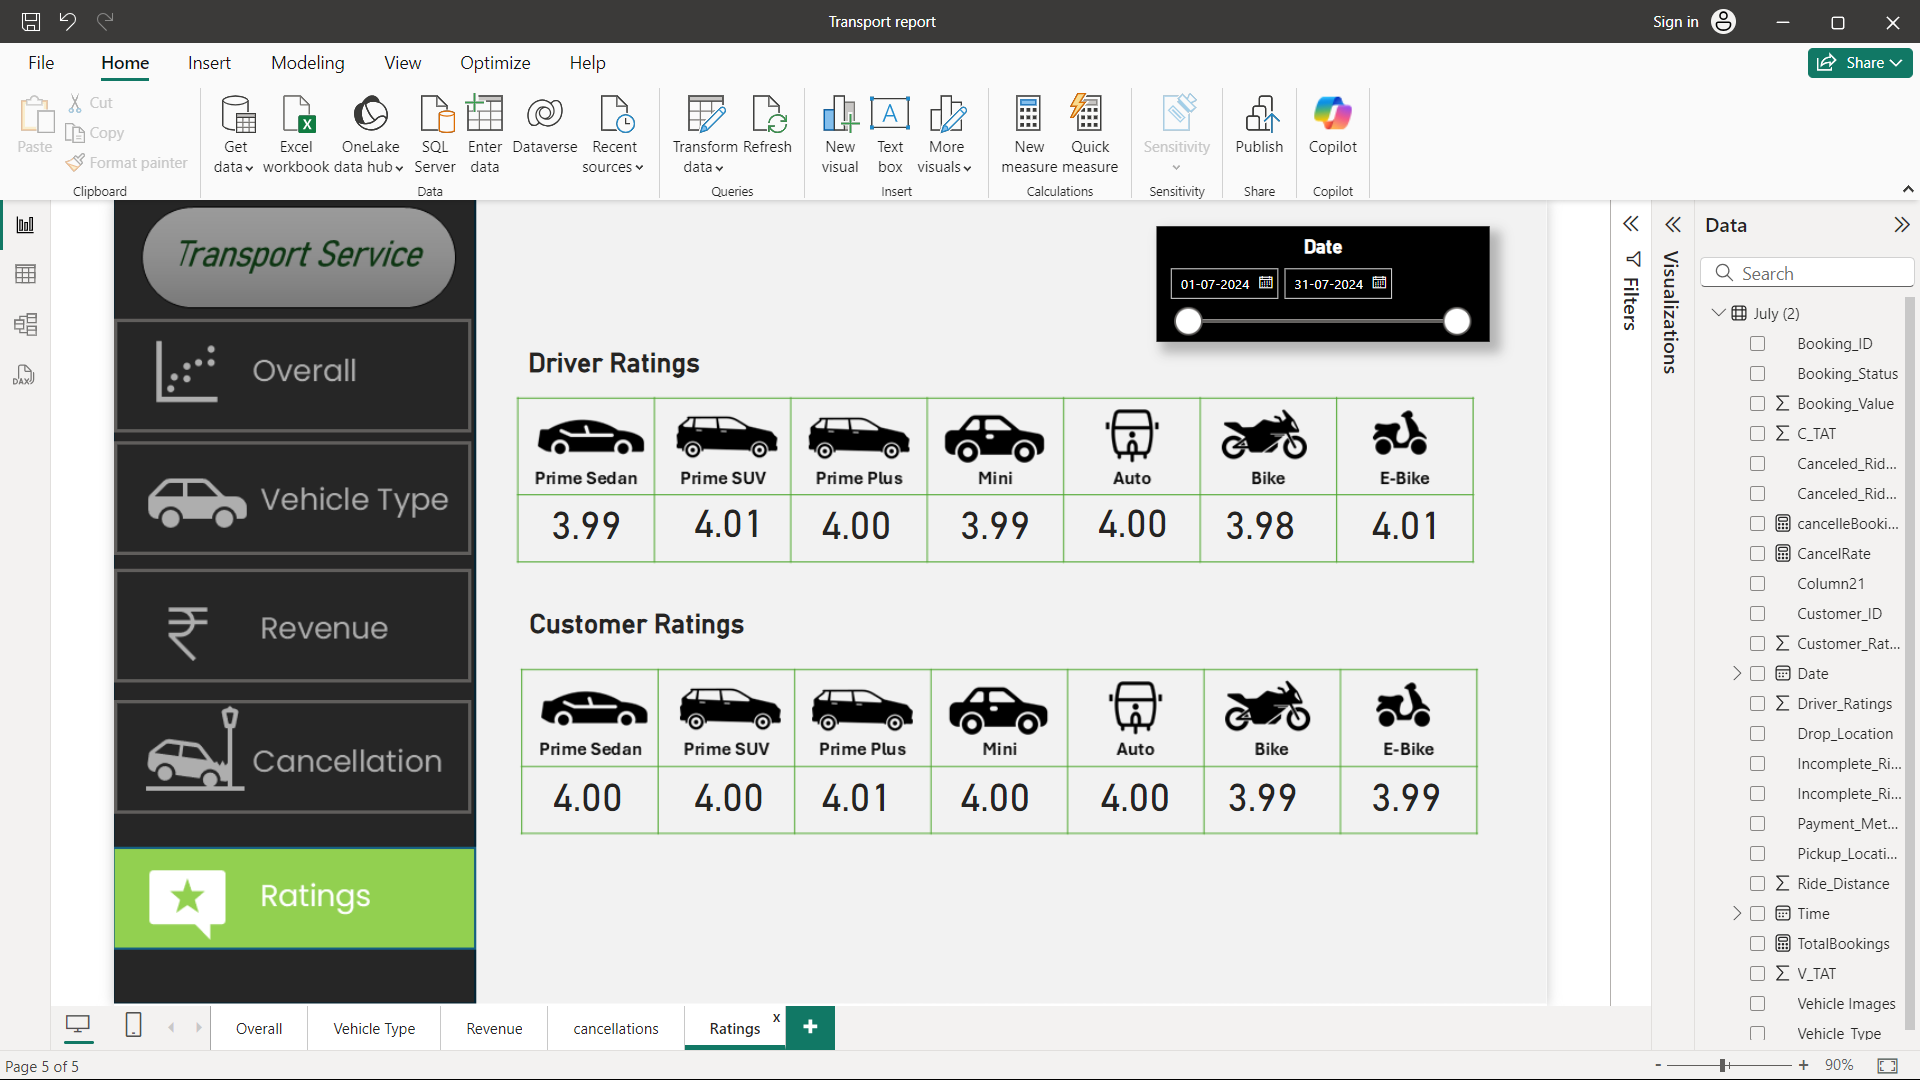 Transport report
Sign in
File Home Insert Modeling View Optimize Help
Share
Paste
Cut
Copy
Format painter
Clipboard
Get data
Excel workbook
OneLake data hub
SQL Server
Enter data
Dataverse
Recent sources
Data
Transform data
Refresh
Queries
New visual
Text box
More visuals
Insert
New measure
Quick measure
Calculations
Sensitivity
Sensitivity
Publish
Share
Copilot
Copilot
Transport Service
Overall
Vehicle Type
Revenue
Cancellation
Ratings
Date
01-07-2024 31-07-2024
Driver Ratings
Prime Sedan Prime SUV Prime Plus Mini Auto Bike E-Bike
3.99 4.01 4.00 3.99 4.00 3.98 4.01
Customer Ratings
Prime Sedan Prime SUV Prime Plus Mini Auto Bike E-Bike
4.00 4.00 4.01 4.00 4.00 3.99 3.99
Filters
Visualizations
Data
Search
July (2)
Booking_ID
Booking_Status
Booking_Value
C_TAT
Canceled_Rid...
Canceled_Rid...
cancelleBooki...
CancelRate
Column21
Customer_ID
Customer_Rat...
Date
Driver_Ratings
Drop_Location
Incomplete_Ri...
Incomplete_Ri...
Payment_Met...
Pickup_Locati...
Ride_Distance
Time
TotalBookings
V_TAT
Vehicle Images
Vehicle_Type
Overall Vehicle Type Revenue cancellations Ratings x +
Page 5 of 5
- + 90%
DAX